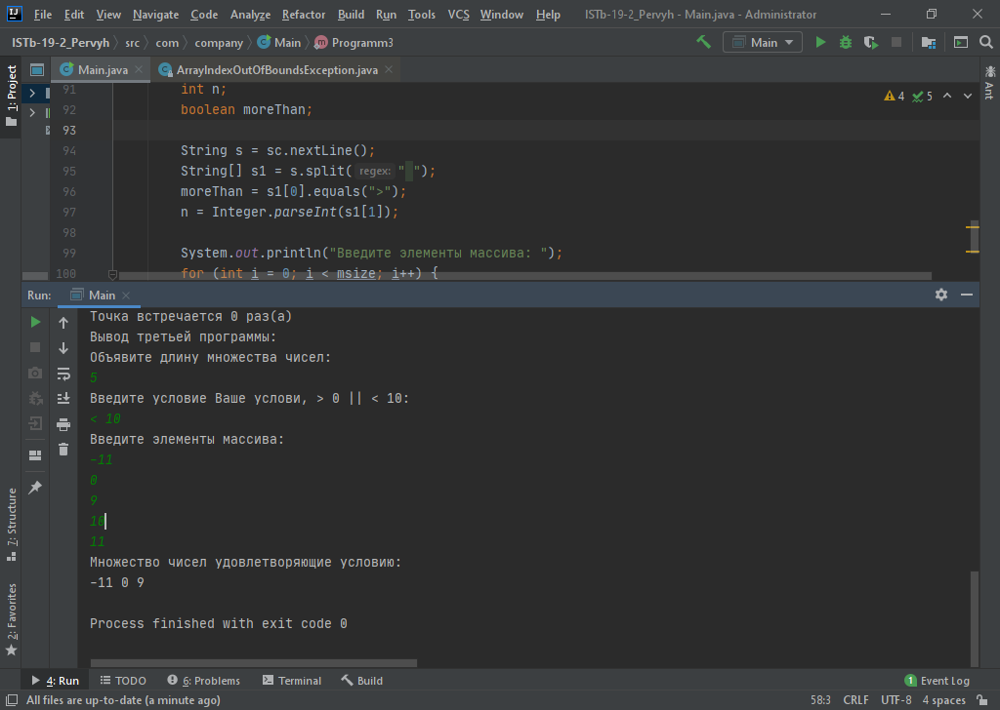 File Edit View Navigate Code Analyze Refactor Build Run Tools VCS Window Help ISTb-19-2_Pervyh - Main.java - Administrator
ISTb-19-2_Pervyh src com company Main Programm3 Main
1: Project
Main.java ArrayIndexOutOfBoundsException.java
Ant
4 5
91 int n;
92 boolean moreThan;
93
94 String s = sc.nextLine();
95 String[] s1 = s.split( regex: " ");
96 moreThan = s1[0].equals(">");
97 n = Integer.parseInt(s1[1]);
98
99 System.out.println("Введите элементы массива: ");
100 for (int i = 0; i < msize; i++) {
Run: Main
Точка встречается 0 раз(а)
Вывод третьей программы:
Объявите длину множества чисел:
5
Введите условие Ваше услови, > 0 || < 10:
< 10
Введите элементы массива:
-11
0
9
10
11
Множество чисел удовлетворяющие условию:
-11 0 9
Process finished with exit code 0
7: Structure
2: Favorites
4: Run TODO 6: Problems Terminal Build 1 Event Log
All files are up-to-date (a minute ago) 58:3 CRLF UTF-8 4 spaces